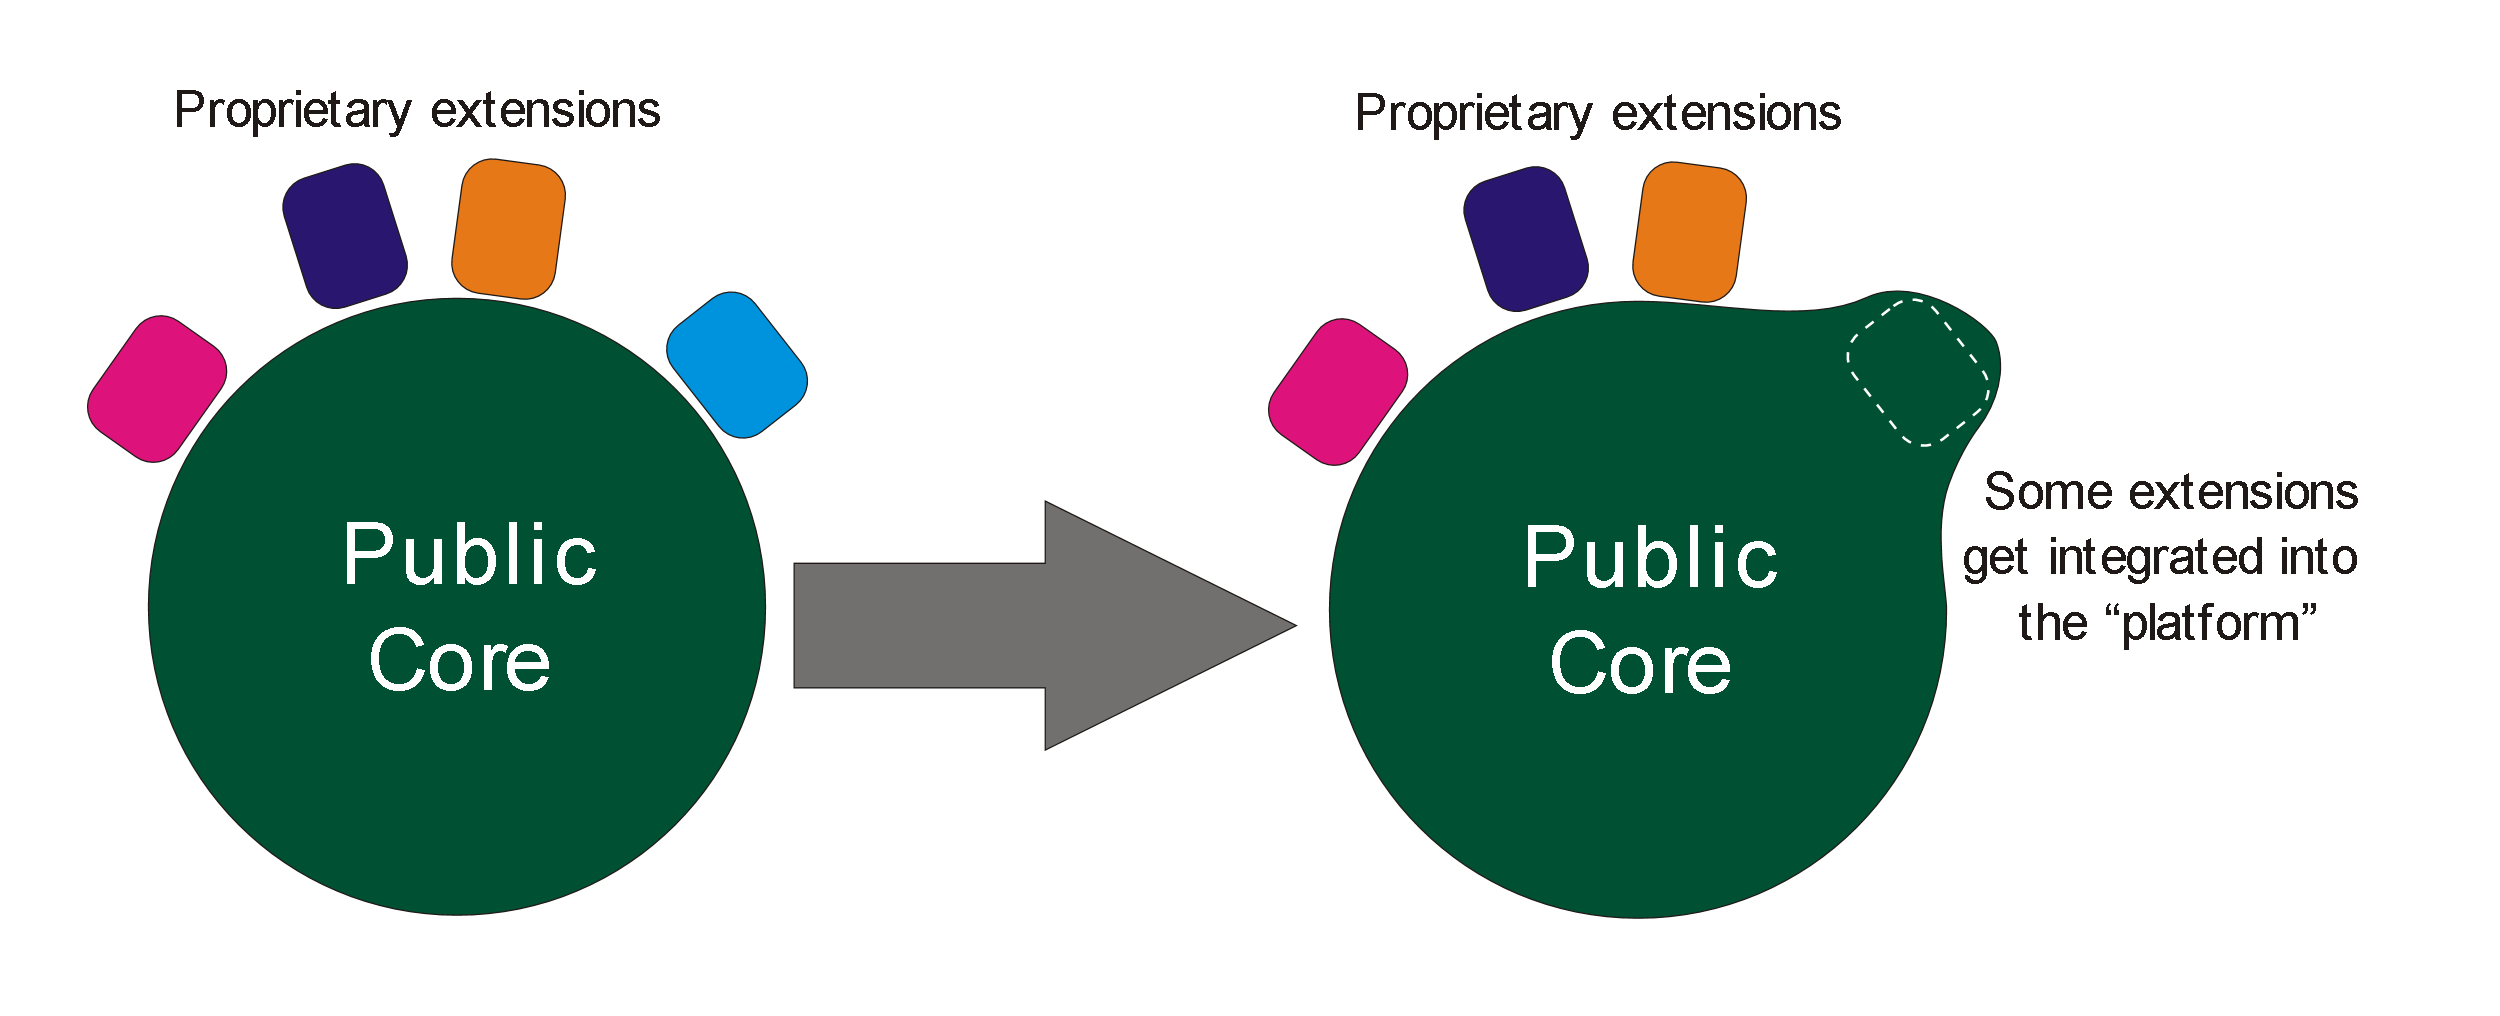 Proprietary extensions
Public
Core
Proprietary extensions
Public
Core
Some extensions
get integrated into
the “platform”